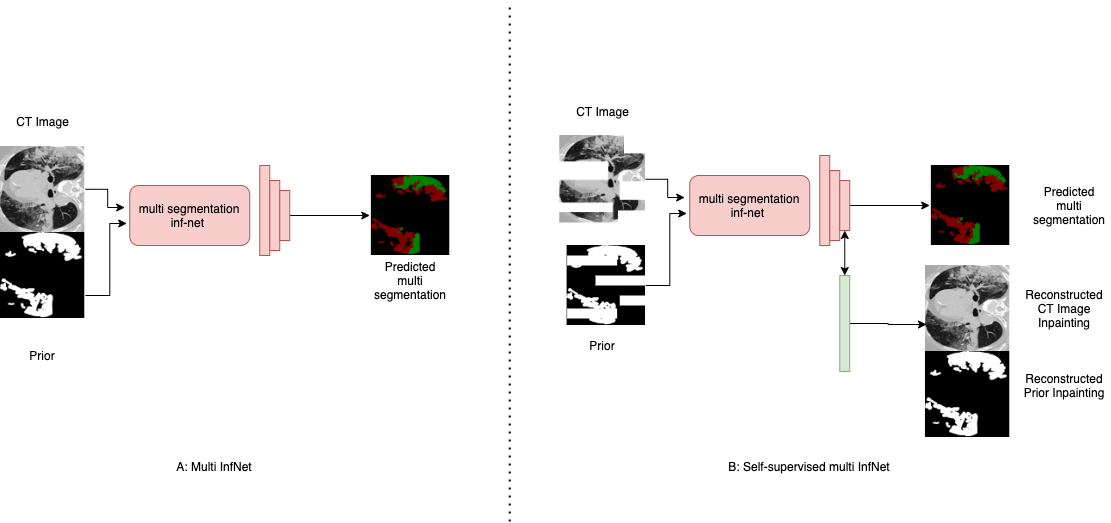 CT Image
multi segmentation
inf-net
Predicted
multi
segmentation
Prior
A: Multi InfNet
CT Image
multi segmentation
inf-net
Predicted
multi
segmentation
Prior
Reconstructed
CT Image
Inpainting
Reconstructed
Prior Inpainting
B: Self-supervised multi InfNet